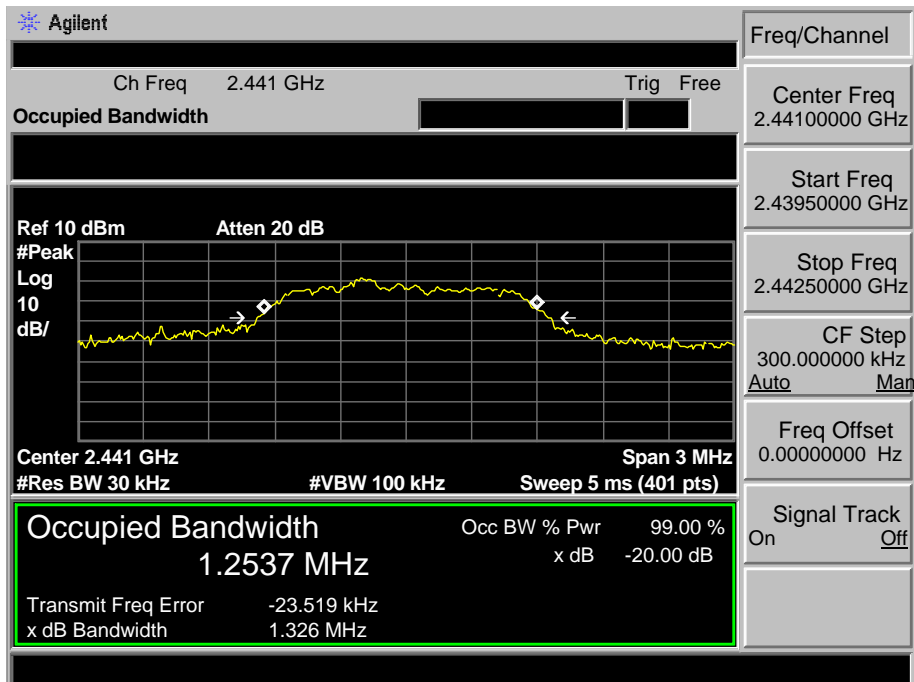 Agilent
Ch Freq 2.441 GHz Trig Free
Occupied Bandwidth
Ref 10 dBm Atten 20 dB
#Peak
Log
10
dB/
Center 2.441 GHz Span 3 MHz
#Res BW 30 kHz #VBW 100 kHz Sweep 5 ms (401 pts)
Occupied Bandwidth Occ BW % Pwr 99.00 %
1.2537 MHz x dB -20.00 dB
Transmit Freq Error -23.519 kHz
x dB Bandwidth 1.326 MHz
Freq/Channel
Center Freq
2.44100000 GHz
Start Freq
2.43950000 GHz
Stop Freq
2.44250000 GHz
CF Step
300.000000 kHz
Auto Man
Freq Offset
0.00000000 Hz
Signal Track
On Off